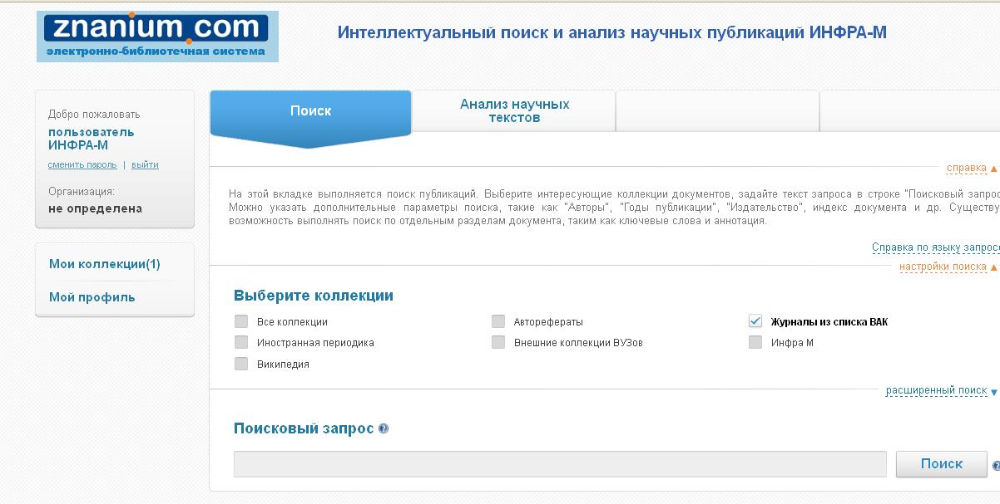 znanium.com
электронно-библиотечная система
Интеллектуальный поиск и анализ научных публикаций ИНФРА-М
Добро пожаловать
пользователь
ИНФРА-М
сменить пароль | выйти
Организация:
не определена
Мои коллекции(1)
Мой профиль
Поиск
Анализ научных
текстов
справка
На этой вкладке выполняется поиск публикаций. Выберите интересующие коллекции документов, задайте текст запроса в строке "Поисковый запрос
Можно указать дополнительные параметры поиска, такие как "Авторы", "Годы публикации", "Издательство", индекс документа и др. Существу
возможность выполнять поиск по отдельным разделам документа, таким как ключевые слова и аннотация.
Справка по языку запросо
настройки поиска
Выберите коллекции
Все коллекции
Авторефераты
Журналы из списка ВАК
Иностранная периодика
Внешние коллекции ВУЗов
Инфра М
Википедия
расширенный поиск
Поисковый запрос
Поиск